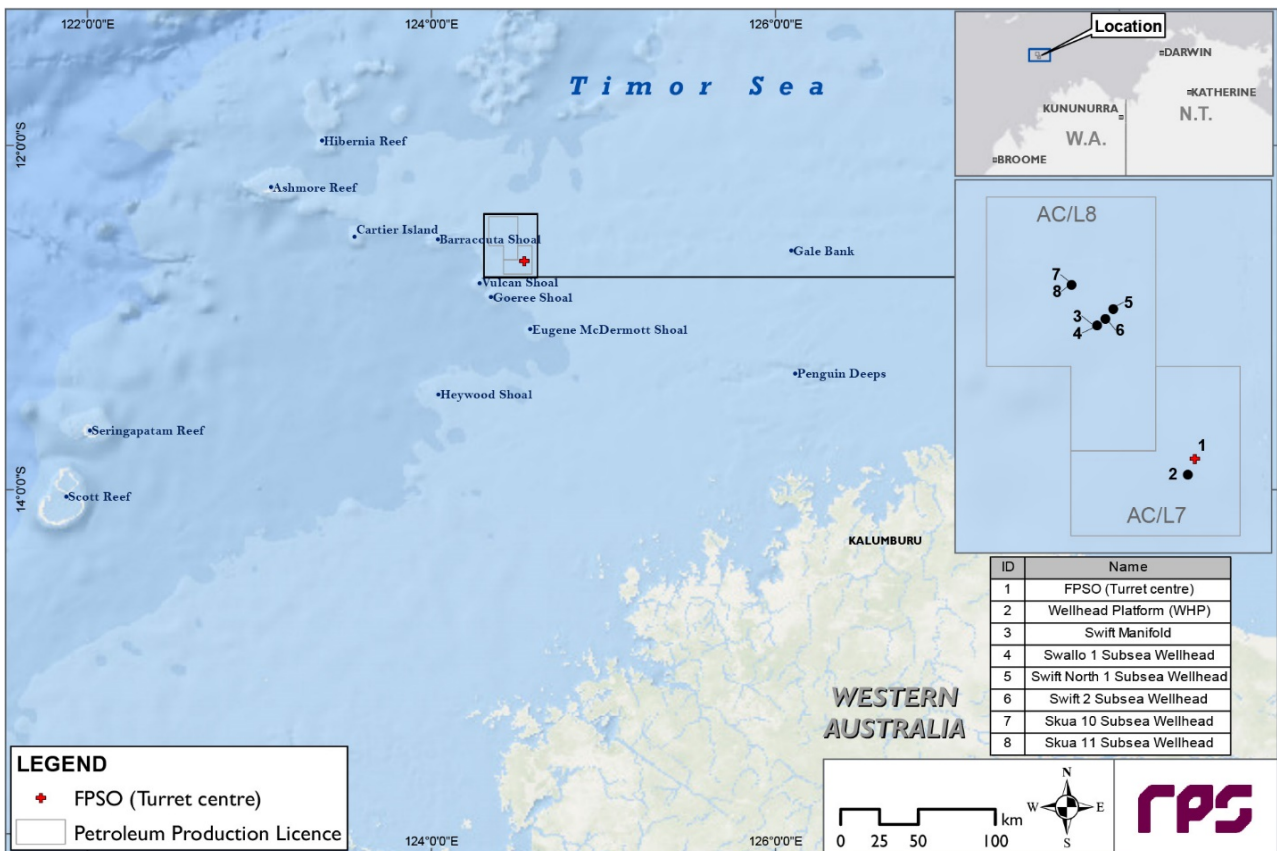 122°0'0"E
124°0'0"E
126°0'0"E
Timor Sea
12°0'0"S
14°0'0"S
Hibernia Reef
Ashmore Reef
Cartier Island
Barracouta Shoal
Gale Bank
Vulcan Shoal
Goeree Shoal
Eugene McDermott Shoal
Penguin Deeps
Heywood Shoal
Seringapatam Reef
Scott Reef
KALUMBURU
WESTERN
AUSTRALIA
124°0'0"E
126°0'0"E
Location
DARWIN
KATHERINE
KUNUNURRA
N.T.
W.A.
BROOME
AC/L8
7
8
5
3
4
6
1
2
AC/L7
ID Name
1 FPSO (Turret centre)
2 Wellhead Platform (WHP)
3 Swift Manifold
4 Swallo 1 Subsea Wellhead
5 Swift North 1 Subsea Wellhead
6 Swift 2 Subsea Wellhead
7 Skua 10 Subsea Wellhead
8 Skua 11 Subsea Wellhead
LEGEND
FPSO (Turret centre)
Petroleum Production Licence
km
0 25 50 100
N
W E
S
rps